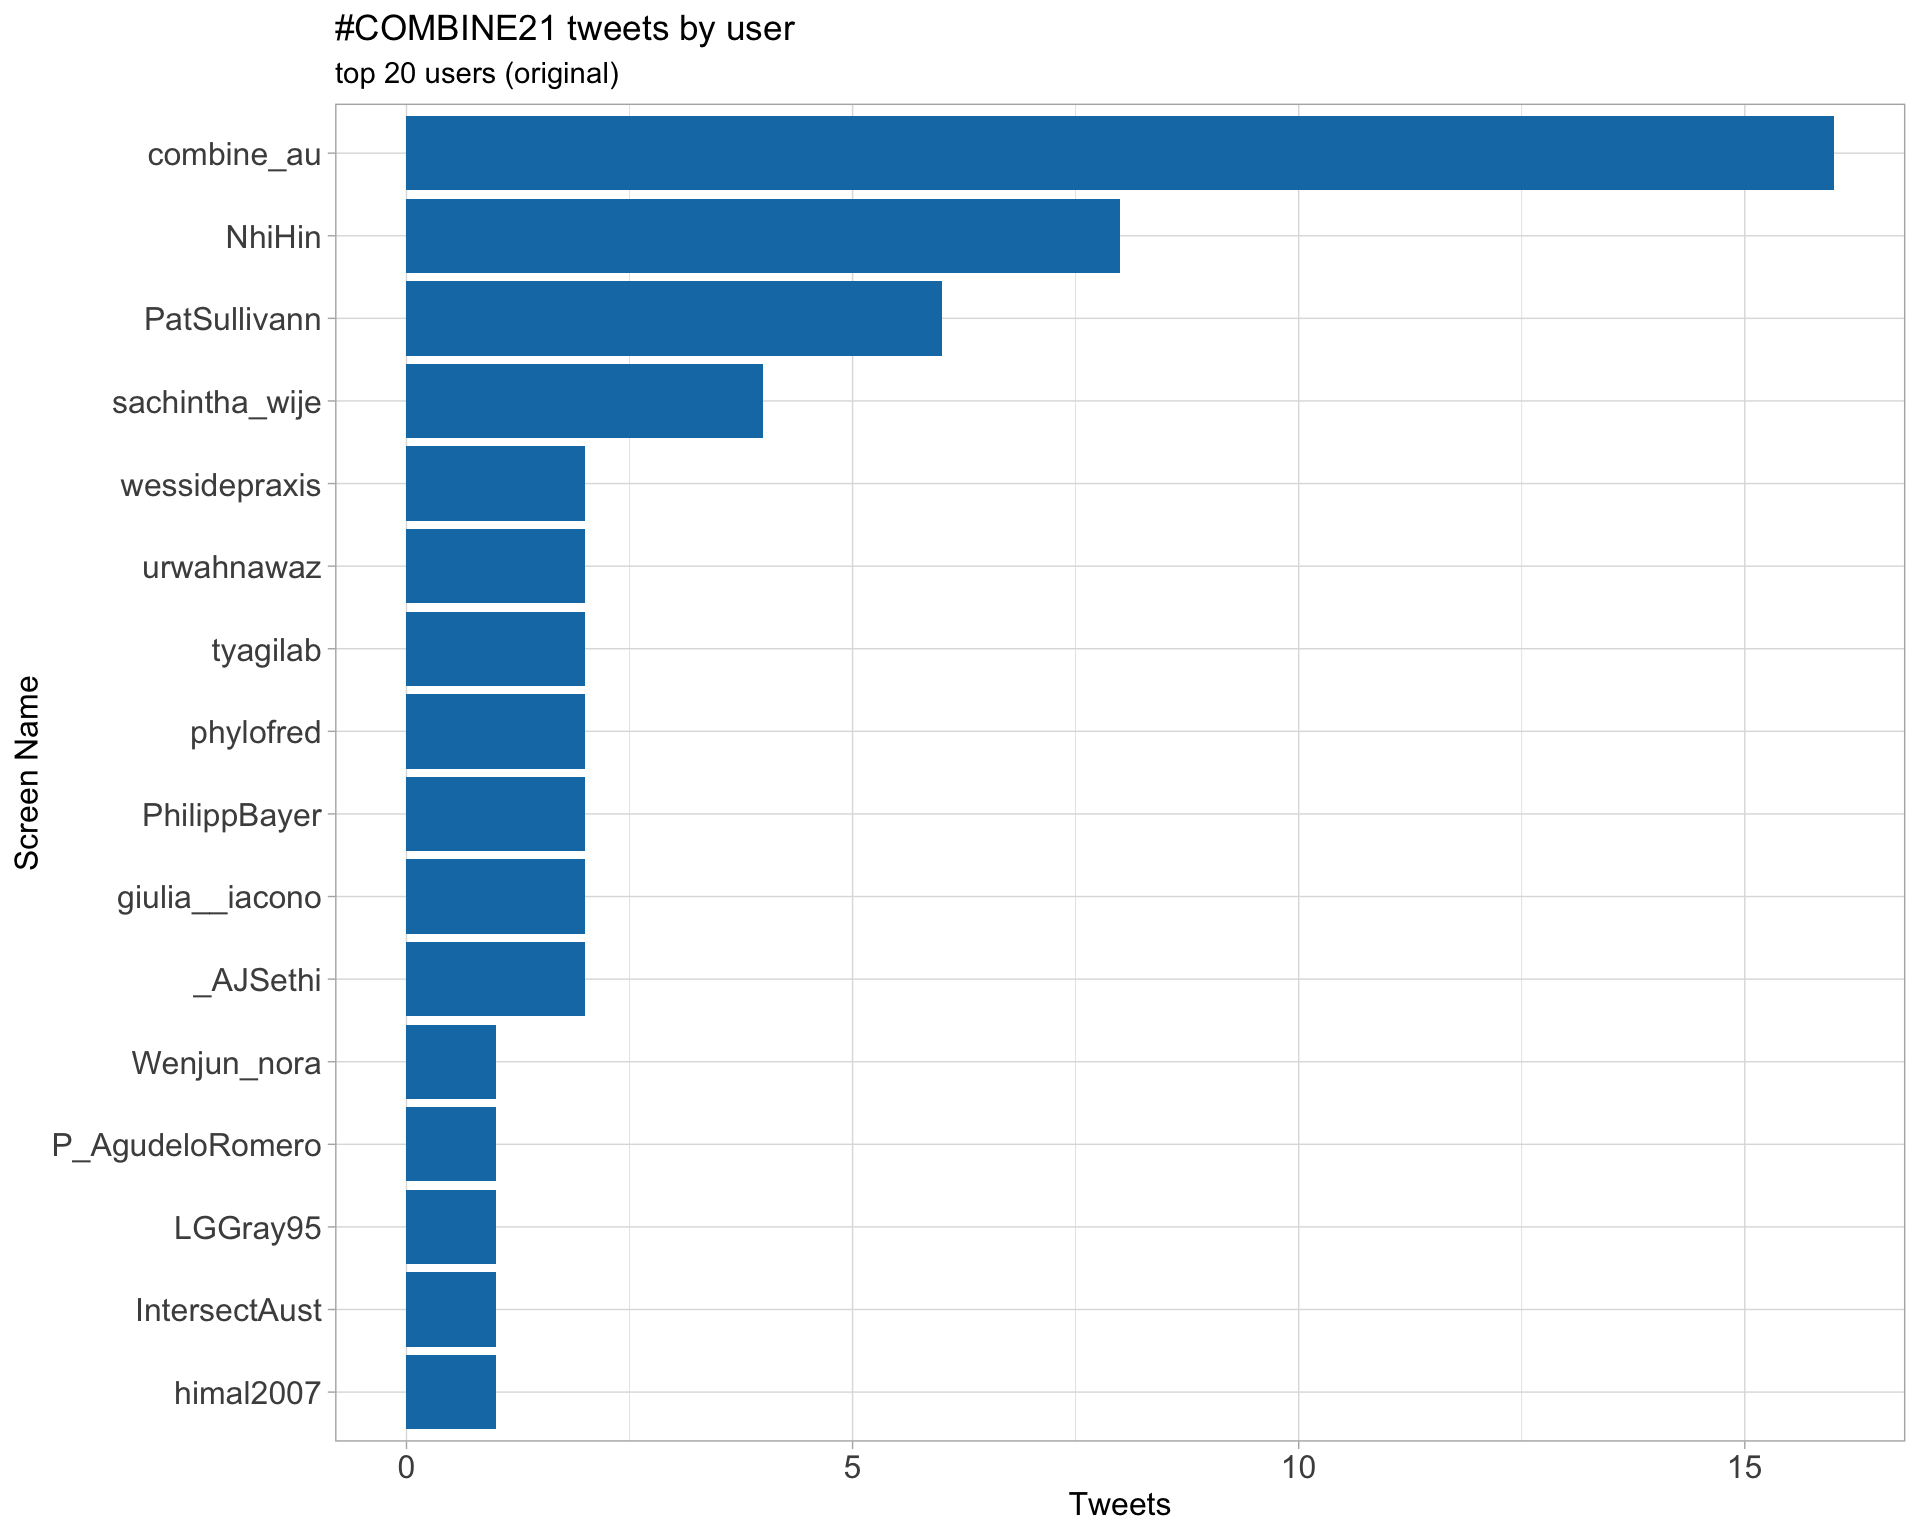 #COMBINE21 tweets by user
top 20 users (original)
combine_au
NhiHin
PatSullivann
sachintha_wije
wessidepraxis
urwahnawaz
tyagilab
phylofred
PhilippBayer
giulia__iacono
_AJSethi
Wenjun_nora
P_AgudeloRomero
LGGray95
IntersectAust
himal2007
Screen Name
0 5 10 15
Tweets